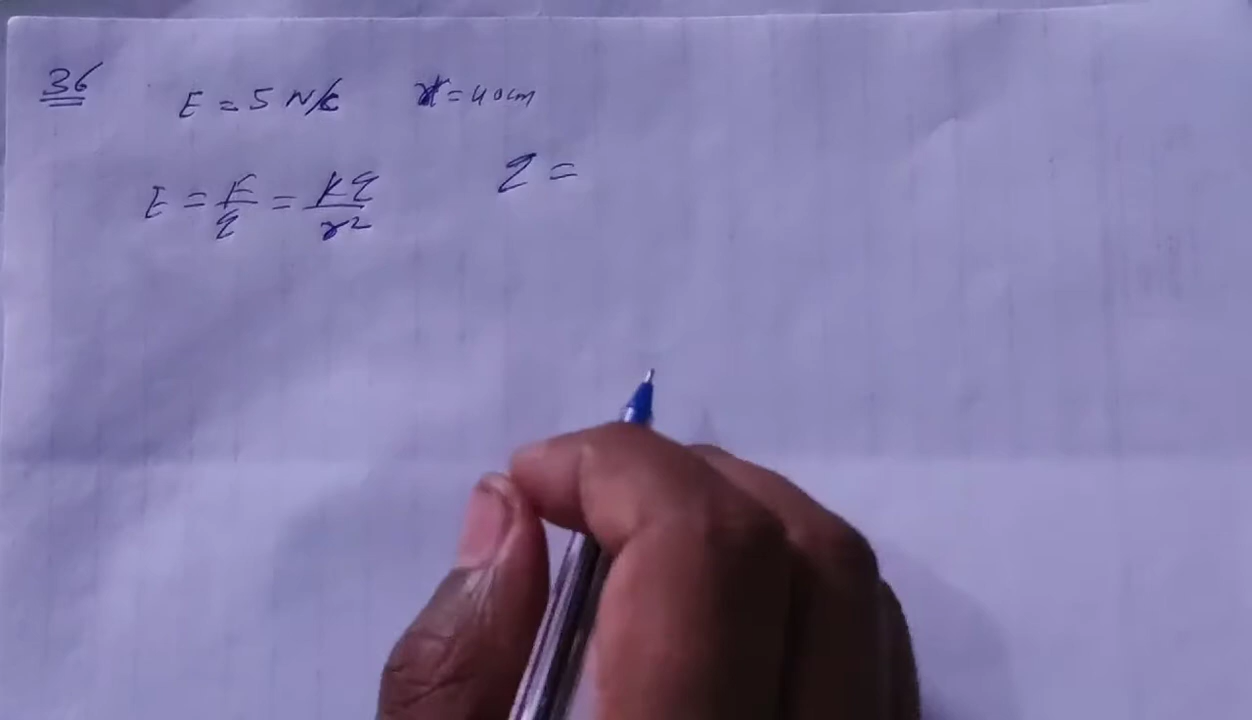 36
E = 5 N/C r = 40cm
E = F/q = kq/r²
q =